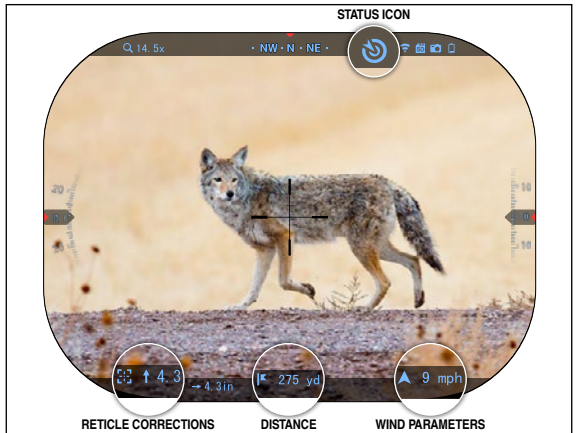 STATUS ICON
14.5x
· NW · N · NE ·
20
10
0
10
↑ 4.3
→ 4.3in
275 yd
9 mph
RETICLE CORRECTIONS
DISTANCE
WIND PARAMETERS